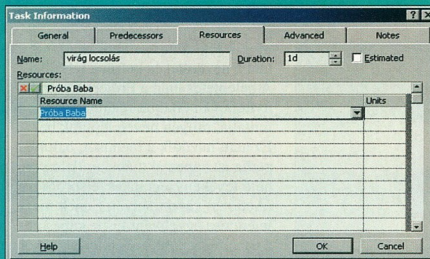 Task Information
General Predecessors Resources Advanced Notes
Name: virág locsolás Duration: 1d Estimated
Resources:
Próba Baba
Resource Name Units
Próba Baba
Help OK Cancel